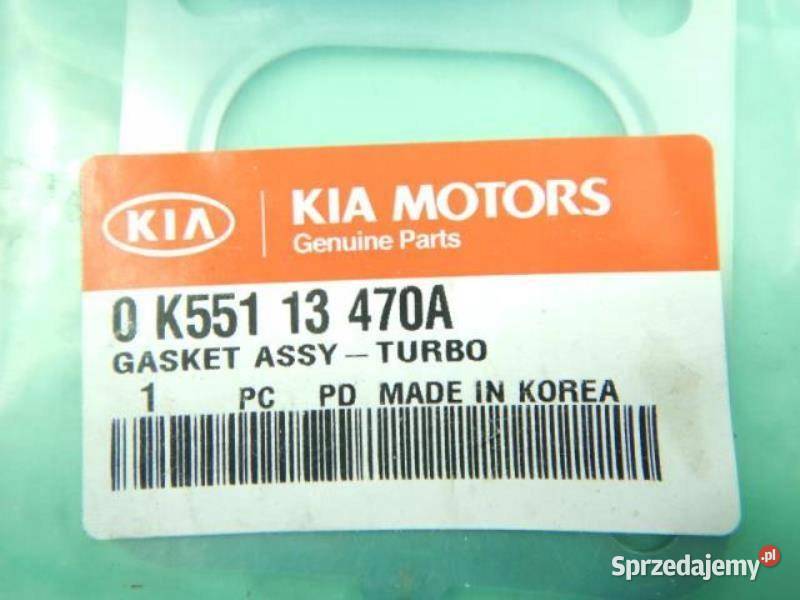 KIA KIA MOTORS
Genuine Parts
0 K551 13 470A
GASKET ASSY - TURBO
1 PC PD MADE IN KOREA
Sprzedajemy.pl